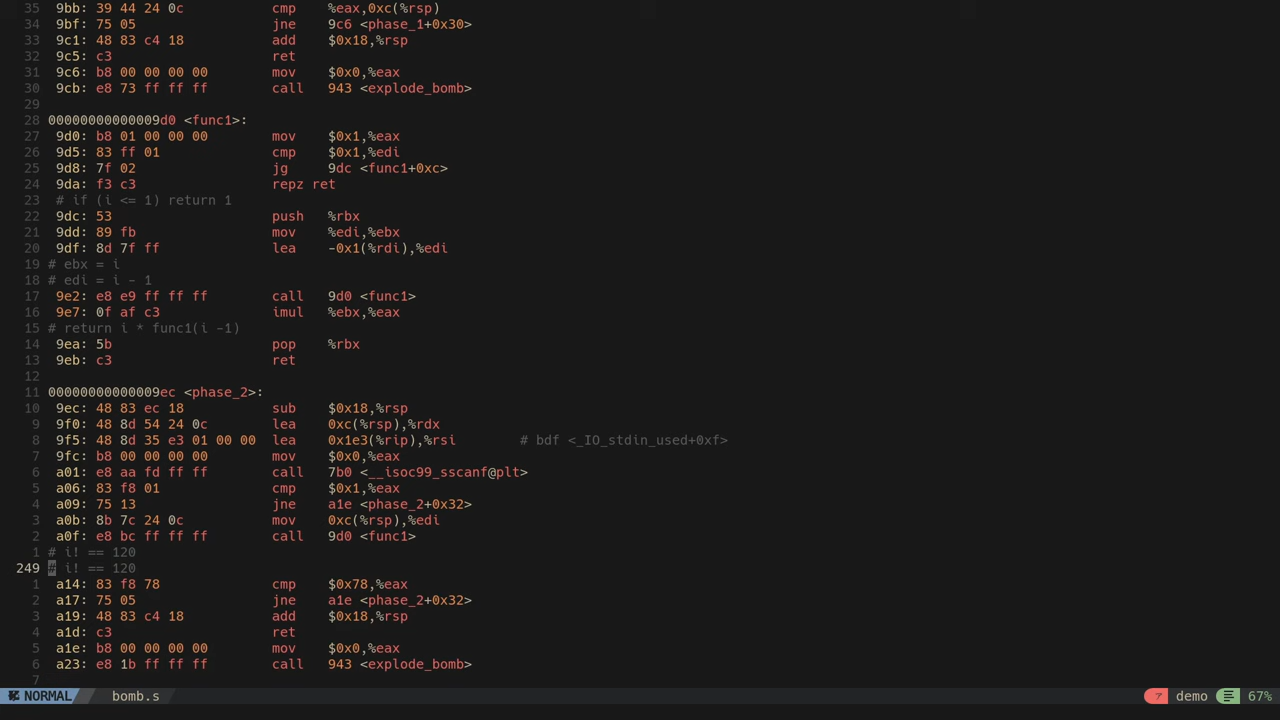 35 9bb: 39 44 24 0c cmp %eax,0xc(%rsp)
34 9bf: 75 05 jne 9c6 <phase_1+0x30>
33 9c1: 48 83 c4 18 add $0x18,%rsp
32 9c5: c3 ret
31 9c6: b8 00 00 00 00 mov $0x0,%eax
30 9cb: e8 73 ff ff ff call 943 <explode_bomb>
29
28 00000000000009d0 <func1>:
27 9d0: b8 01 00 00 00 mov $0x1,%eax
26 9d5: 83 ff 01 cmp $0x1,%edi
25 9d8: 7f 02 jg 9dc <func1+0xc>
24 9da: f3 c3 repz ret
23 # if (i <= 1) return 1
22 9dc: 53 push %rbx
21 9dd: 89 fb mov %edi,%ebx
20 9df: 8d 7f ff lea -0x1(%rdi),%edi
19 # ebx = i
18 # edi = i - 1
17 9e2: e8 e9 ff ff ff call 9d0 <func1>
16 9e7: 0f af c3 imul %ebx,%eax
15 # return i * func1(i -1)
14 9ea: 5b pop %rbx
13 9eb: c3 ret
12
11 00000000000009ec <phase_2>:
10 9ec: 48 83 ec 18 sub $0x18,%rsp
9 9f0: 48 8d 54 24 0c lea 0xc(%rsp),%rdx
8 9f5: 48 8d 35 e3 01 00 00 lea 0x1e3(%rip),%rsi # bdf <_IO_stdin_used+0xf>
7 9fc: b8 00 00 00 00 mov $0x0,%eax
6 a01: e8 aa fd ff ff call 7b0 <__isoc99_sscanf@plt>
5 a06: 83 f8 01 cmp $0x1,%eax
4 a09: 75 13 jne a1e <phase_2+0x32>
3 a0b: 8b 7c 24 0c mov 0xc(%rsp),%edi
2 a0f: e8 bc ff ff ff call 9d0 <func1>
1 # i! == 120
249 # i! == 120
1 a14: 83 f8 78 cmp $0x78,%eax
2 a17: 75 05 jne a1e <phase_2+0x32>
3 a19: 48 83 c4 18 add $0x18,%rsp
4 a1d: c3 ret
5 a1e: b8 00 00 00 00 mov $0x0,%eax
6 a23: e8 1b ff ff ff call 943 <explode_bomb>
7
NORMAL bomb.s demo 67%